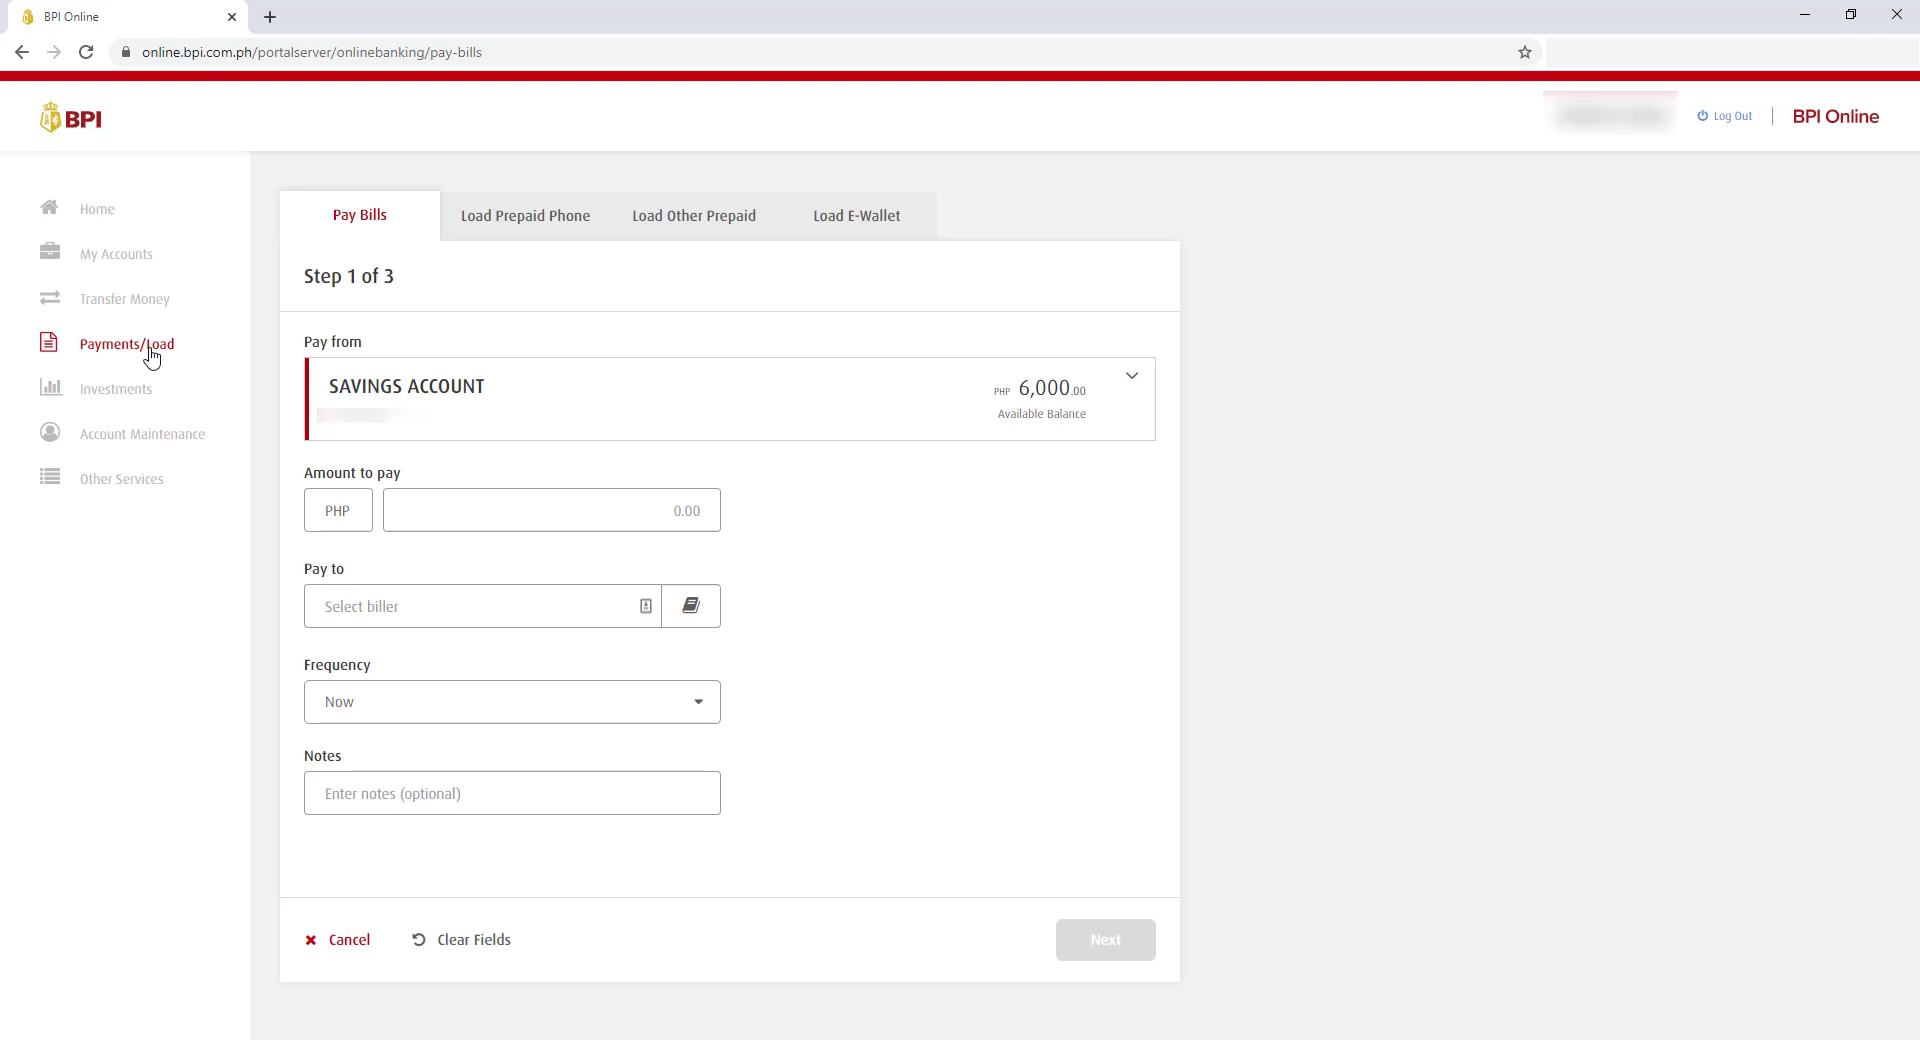 BPI Online
online.bpi.com.ph/portalserver/onlinebanking/pay-bills
BPI
Log Out
BPI Online
Home
My Accounts
Transfer Money
Payments/Load
Investments
Account Maintenance
Other Services
Pay Bills
Load Prepaid Phone
Load Other Prepaid
Load E-Wallet
Step 1 of 3
Pay from
SAVINGS ACCOUNT
PHP 6,000.00
Available Balance
Amount to pay
PHP
0.00
Pay to
Select biller
Frequency
Now
Notes
Enter notes (optional)
Cancel
Clear Fields
Next